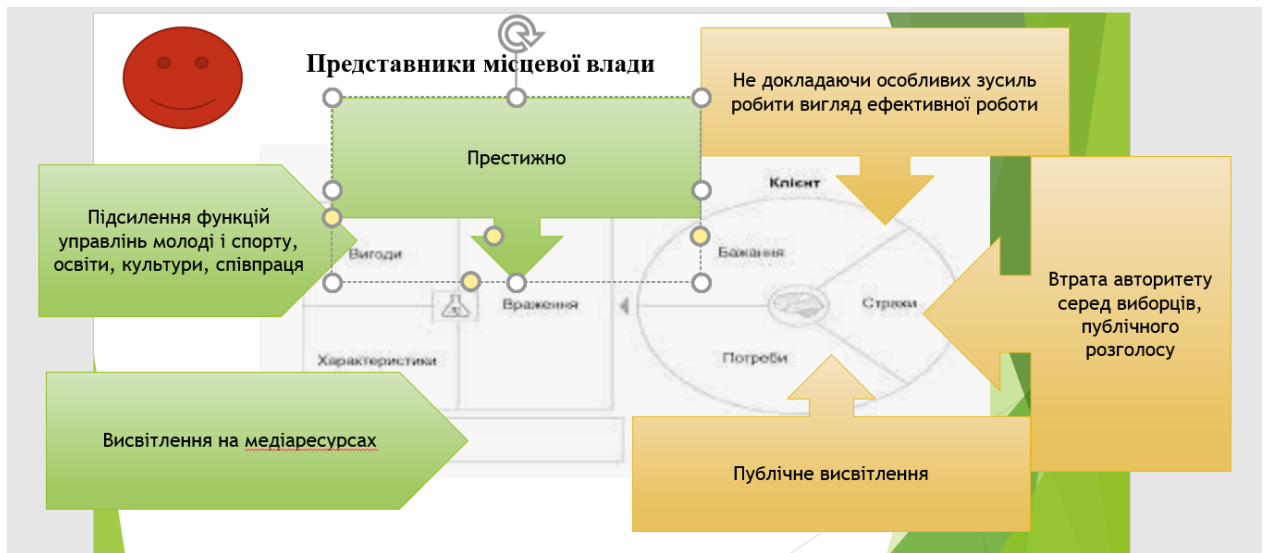 Представники місцевої влади
Не докладаючи особливих зусиль
робити вигляд ефективної роботи
Престижно
Клієнт
Підсилення функцій
управлінь молоді і спорту,
освіти, культури, співпраця
Вигоди
Бажання
Враження
Страхи
Втрата авторитету
серед виборців,
публічного
розголосу
Характеристики
Потреби
Висвітлення на медіаресурсах
Публічне висвітлення